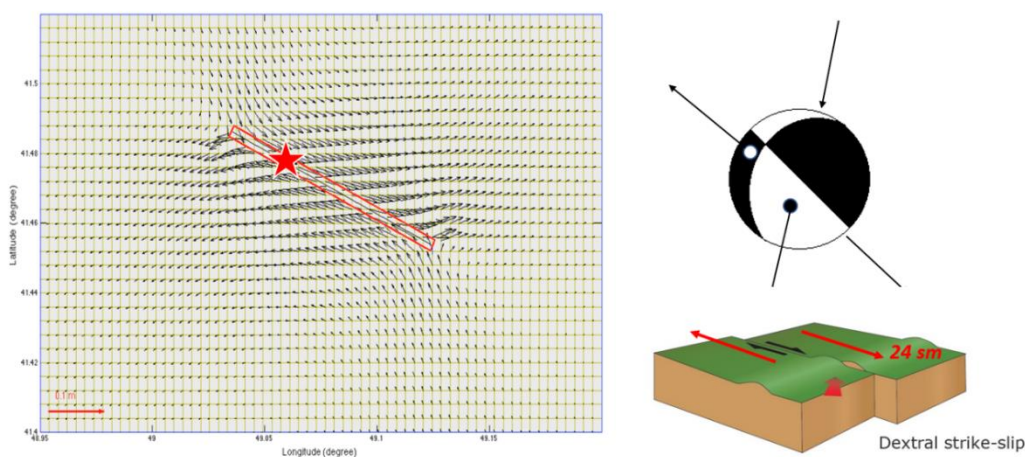 41.5
41.48
41.46
41.44
41.42
41.4
Latitude (degree)
0.1 m
48.95 49 49.05 49.1 49.15
Longitude (degree)
24 sm
Dextral strike-slip